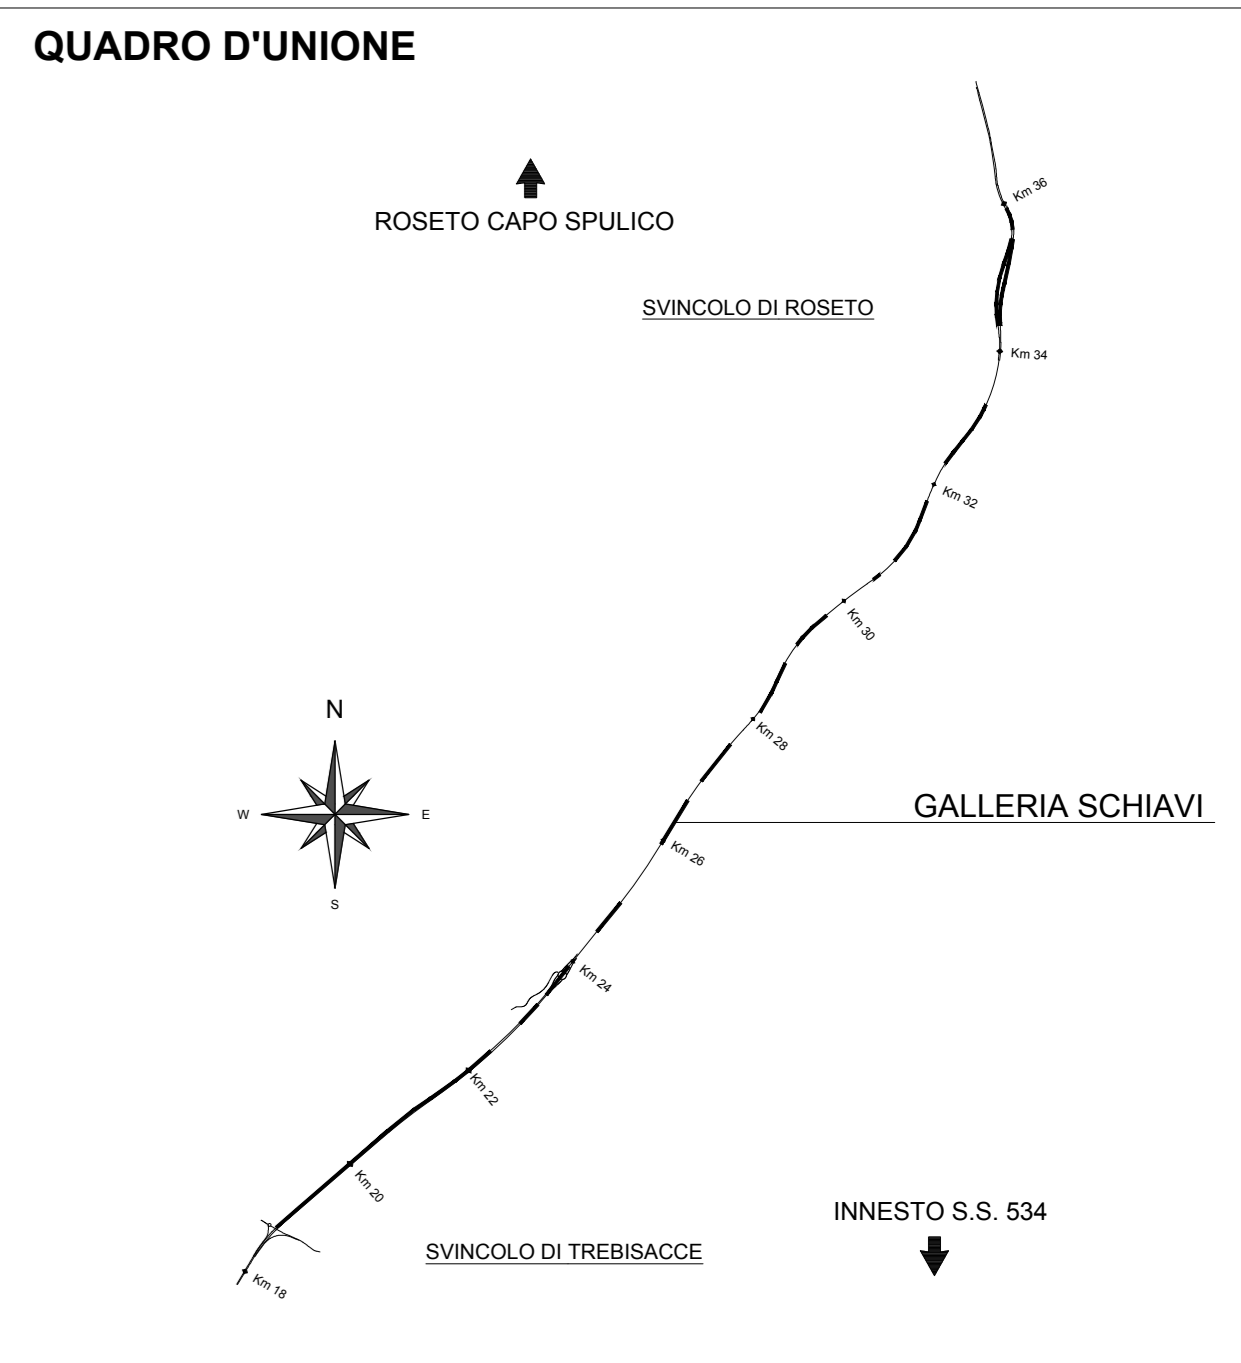 QUADRO D'UNIONE
Km 36
ROSETO CAPO SPULICO
SVINCOLO DI ROSETO
Km 34
Km 32
Km 30
N
Km 28
W
E
GALLERIA SCHIAVI
Km 26
S
Km 24
Km 22
Km 20
INNESTO S.S. 534
SVINCOLO DI TREBISACCE
Km 18